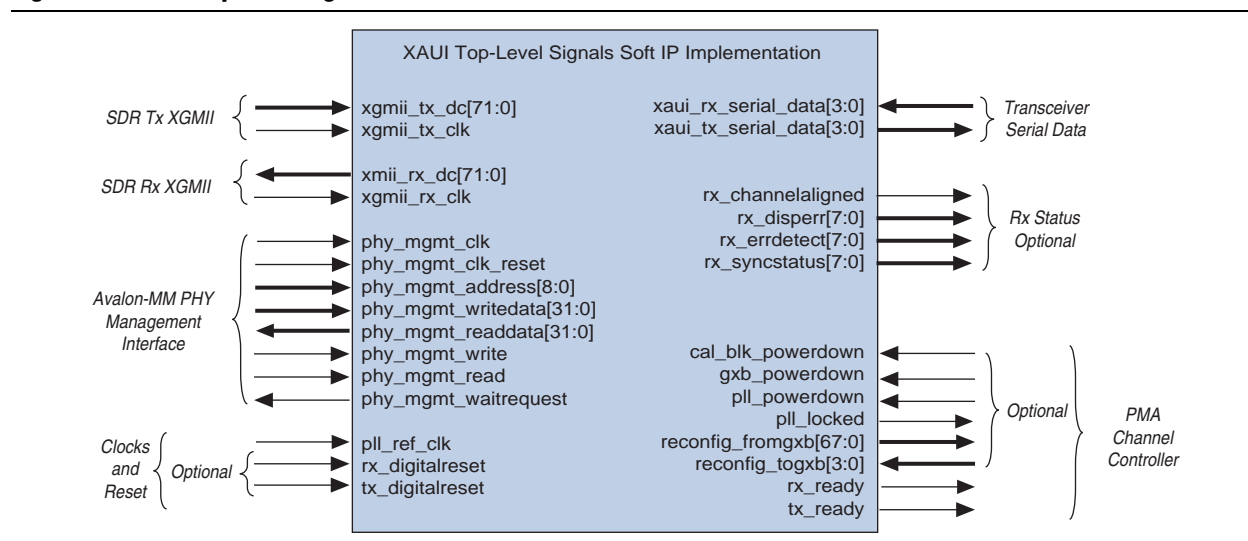 XAUI Top-Level Signals Soft IP Implementation
SDR Tx XGMII
xgmii_tx_dc[71:0]
xgmii_tx_clk
SDR Rx XGMII
xmii_rx_dc[71:0]
xgmii_rx_clk
Avalon-MM PHY
Management
Interface
phy_mgmt_clk
phy_mgmt_clk_reset
phy_mgmt_address[8:0]
phy_mgmt_writedata[31:0]
phy_mgmt_readdata[31:0]
phy_mgmt_write
phy_mgmt_read
phy_mgmt_waitrequest
Clocks
and
Reset
Optional
pll_ref_clk
rx_digitalreset
tx_digitalreset
xaui_rx_serial_data[3:0]
xaui_tx_serial_data[3:0]
Transceiver
Serial Data
rx_channelaligned
rx_disperr[7:0]
rx_errdetect[7:0]
rx_syncstatus[7:0]
Rx Status
Optional
cal_blk_powerdown
gxb_powerdown
pll_powerdown
pll_locked
reconfig_fromgxb[67:0]
reconfig_togxb[3:0]
rx_ready
tx_ready
Optional
PMA
Channel
Controller